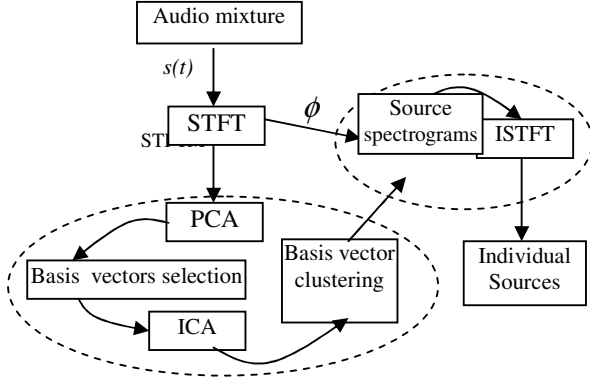 Audio mixture
s(t)
STFT
ϕ
Source
spectrograms
ISTFT
PCA
Basis vectors selection
ICA
Basis vector
clustering
Individual
Sources